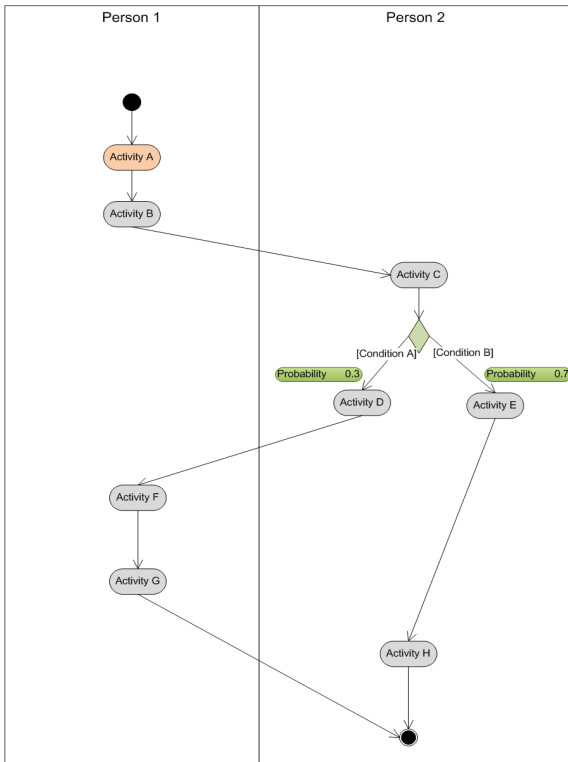 Person 1
Person 2
Activity A
Activity B
Activity C
[Condition A]
[Condition B]
Probability 0.3
Probability 0.7
Activity D
Activity E
Activity F
Activity G
Activity H